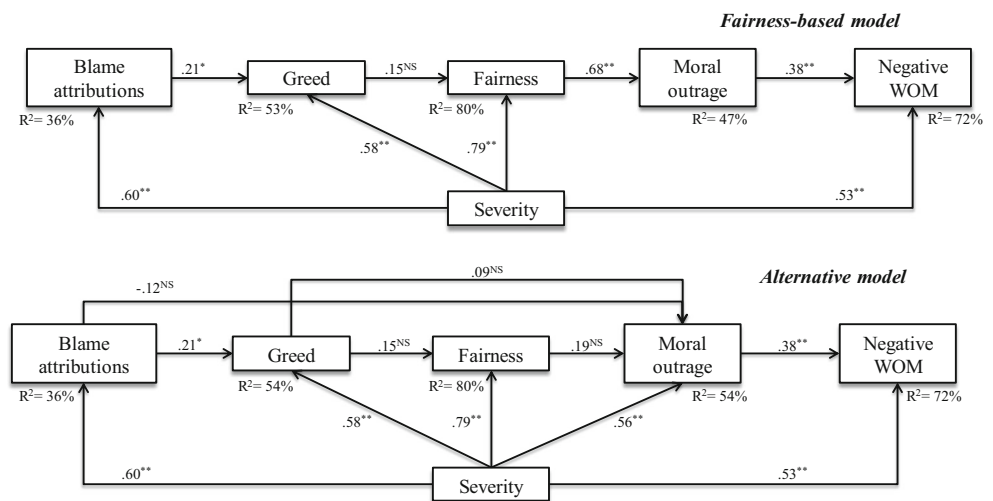 Fairness-based model
Blame
attributions
.21*
Greed
.15NS
Fairness
.68**
Moral
outrage
.38**
Negative
WOM
R2= 36%
R2= 53%
R2= 80%
R2= 47%
R2= 72%
.58**
.79**
.60**
Severity
.53**
Alternative model
.09NS
-.12NS
Blame
attributions
.21*
Greed
.15NS
Fairness
.19NS
Moral
outrage
.38**
Negative
WOM
R2= 36%
R2= 54%
R2= 80%
R2= 54%
R2= 72%
.58**
.79**
.56**
.60**
Severity
.53**